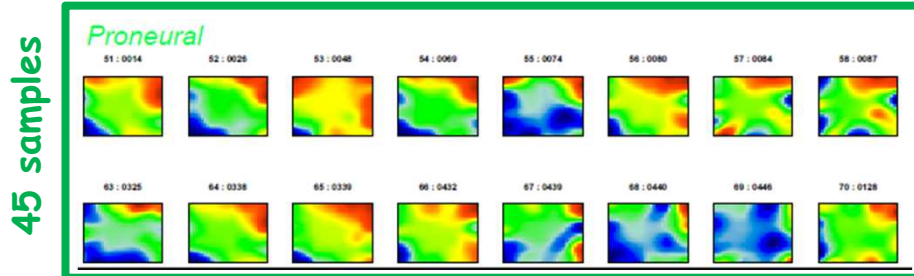 45 samples
Proneural
51 : 0014 52 : 0026 53 : 0048 54 : 0069 55 : 0074 56 : 0080 57 : 0084 58 : 0087
63 : 0325 64 : 0338 65 : 0339 66 : 0432 67 : 0439 68 : 0440 69 : 0446 70 : 0128